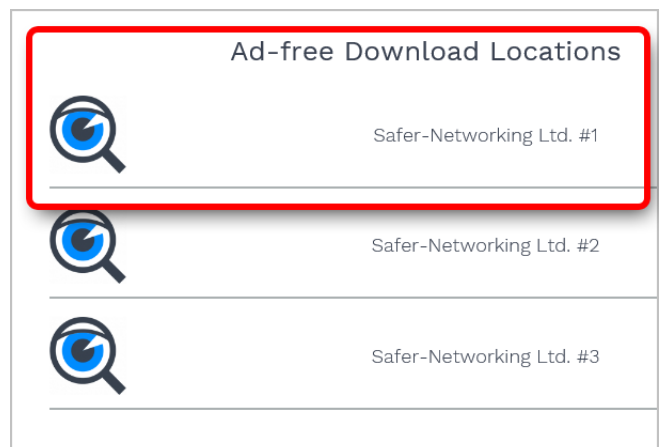 Ad-free Download Locations
Safer-Networking Ltd. #1
Safer-Networking Ltd. #2
Safer-Networking Ltd. #3